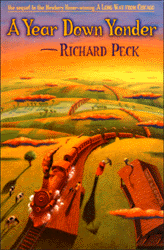 the sequel to the Newbery Honor-winning A LONG WAY FROM CHICAGO
A Year Down Yonder
RICHARD PECK